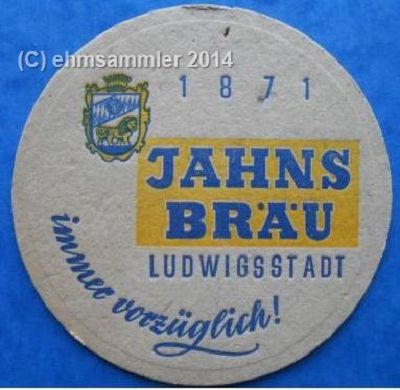 (C) ehmsammler 2014
1871
JAHNS
BRÄU
LUDWIGSSTADT
immer vorzüglich!